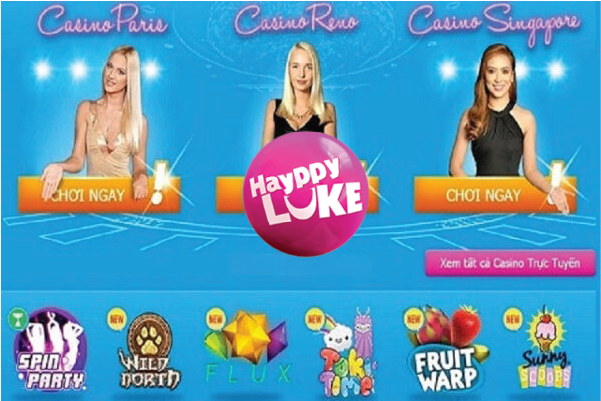 Casino Paris
Casino Reno
Casino Singapore
CHƠI NGAY
CHƠI NGAY
Hayppy
LUKE
Xem tất cả Casino Trực Tuyến
NEW
NEW
NEW
NEW
NEW
SPIN
PARTY
WILD
NORTH
FLUX
Toki
Time
FRUIT
WARP
Sunny
SCOOPS